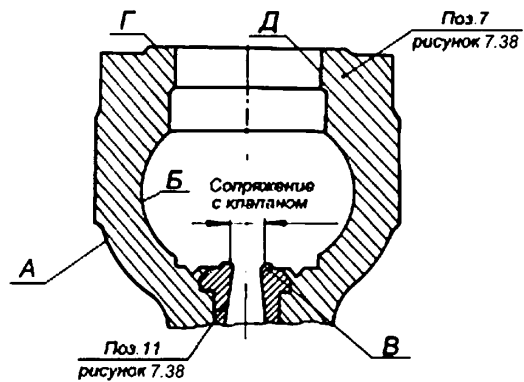 Г
Д
Поз.7
рисунок 7.38
Б
Сопряжение
с клапаном
А
В
Поз.11
рисунок 7.38